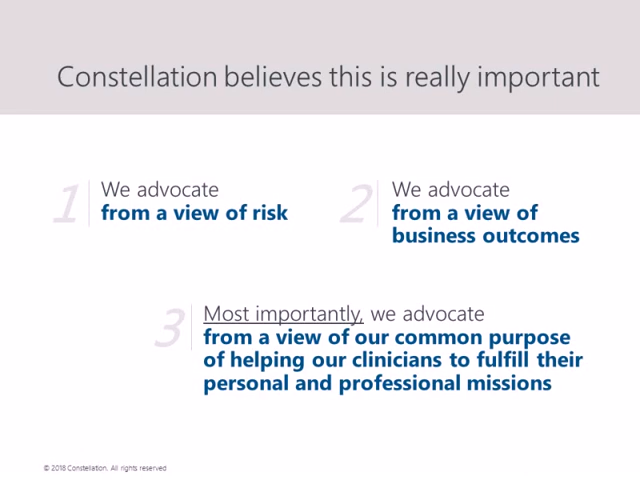 Constellation believes this is really important
1
We advocate
from a view of risk
2
We advocate
from a view of
business outcomes
3
Most importantly, we advocate
from a view of our common purpose
of helping our clinicians to fulfill their
personal and professional missions
© 2018 Constellation. All rights reserved